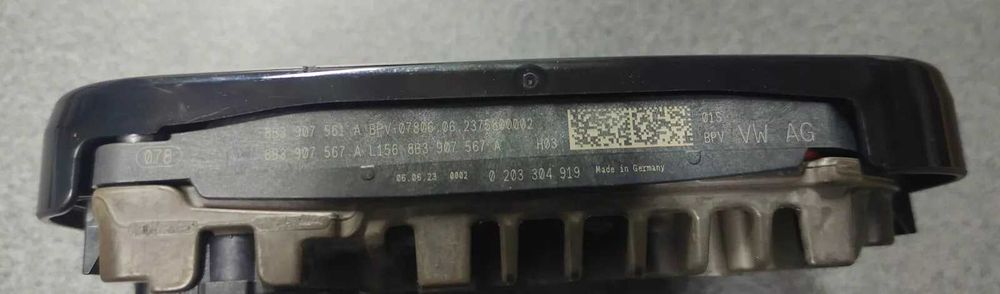 8B3 907 561 A BPV-07806.06.2375600002
8B3 907 567 A L156 8B3 907 567 A H03
015
BPV VW AG
078
06.06.23 0002 0 203 304 919 Made in Germany